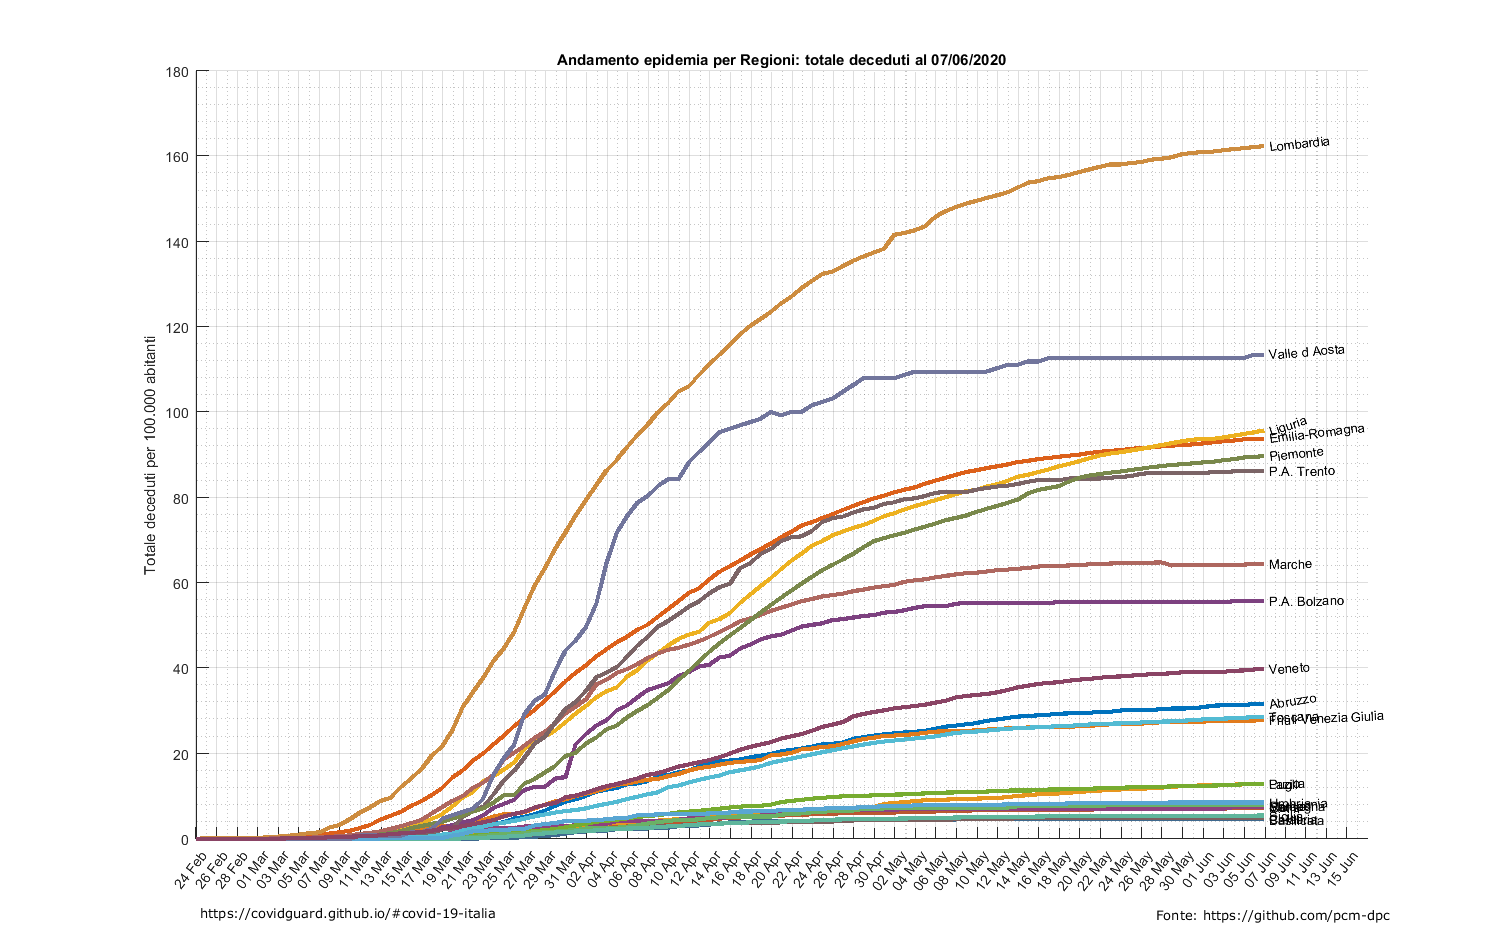 Andamento epidemia per Regioni: totale deceduti al 07/06/2020
Totale deceduti per 100.000 abitanti
180
160
140
120
100
80
60
40
20
0
Lombardia
Valle d Aosta
Liguria
Emilia-Romagna
Piemonte
P.A. Trento
Marche
P.A. Bolzano
Veneto
Abruzzo
Toscana
Friuli Venezia Giulia
Puglia
Lazio
Umbria
Basilicata
24 Feb
26 Feb
28 Feb
01 Mar
03 Mar
05 Mar
07 Mar
09 Mar
11 Mar
13 Mar
15 Mar
17 Mar
19 Mar
21 Mar
23 Mar
25 Mar
27 Mar
29 Mar
31 Mar
02 Apr
04 Apr
06 Apr
08 Apr
10 Apr
12 Apr
14 Apr
16 Apr
18 Apr
20 Apr
22 Apr
24 Apr
26 Apr
28 Apr
30 Apr
02 May
04 May
06 May
08 May
10 May
12 May
14 May
16 May
18 May
20 May
22 May
24 May
26 May
28 May
30 May
01 Jun
03 Jun
05 Jun
07 Jun
09 Jun
11 Jun
13 Jun
15 Jun
https://covidguard.github.io/#covid-19-italia
Fonte: https://github.com/pcm-dpc